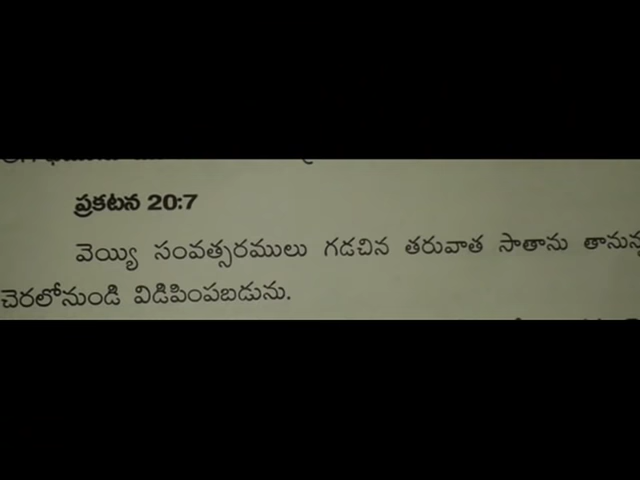 ప్రకటన 20:7
వెయ్యి సంవత్సరములు గడచిన తరువాత సాతాను తానున్న
చెరలోనుండి విడిపింపబడును.